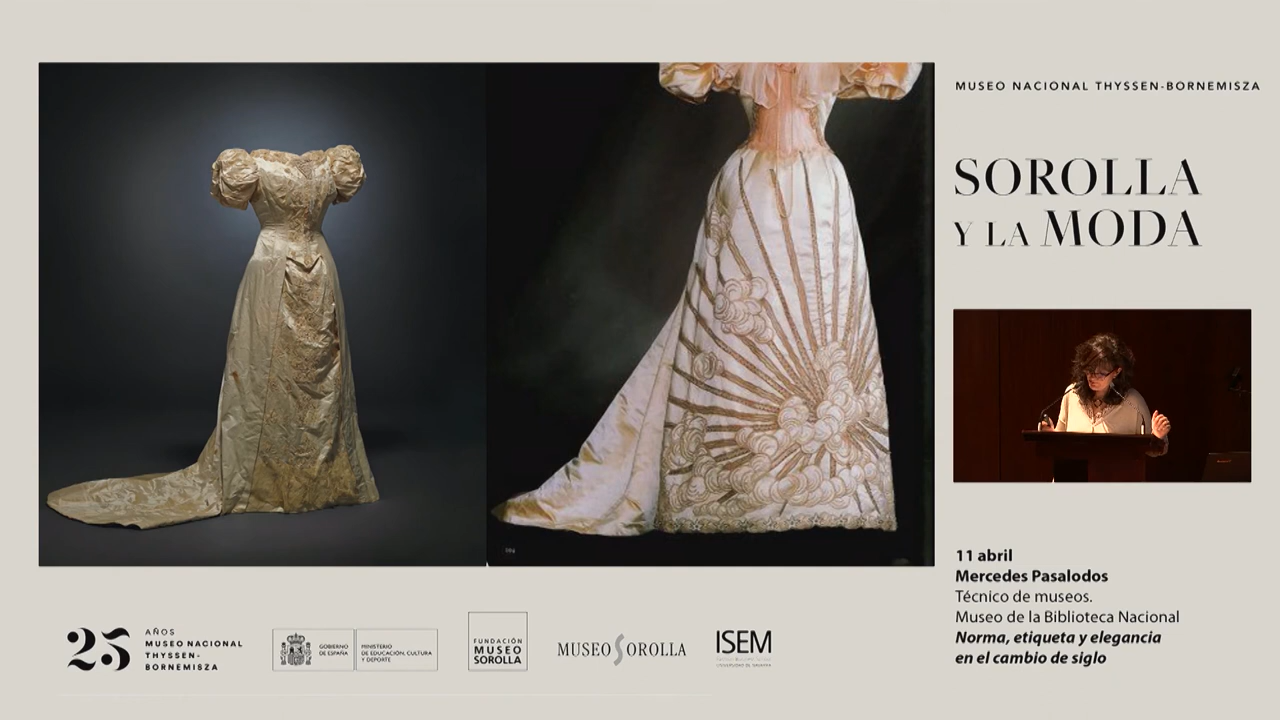 MUSEO NACIONAL THYSSEN-BORNEMISZA
SOROLLA
Y LA MODA
11 abril
Mercedes Pasalodos
Técnico de museos.
Museo de la Biblioteca Nacional
Norma, etiqueta y elegancia
en el cambio de siglo
25
AÑOS
MUSEO NACIONAL
THYSSEN-
BORNEMISZA
GOBIERNO
DE ESPAÑA
MINISTERIO
DE EDUCACIÓN, CULTURA
Y DEPORTE
FUNDACIÓN
MUSEO
SOROLLA
MUSEO SOROLLA
ISEM